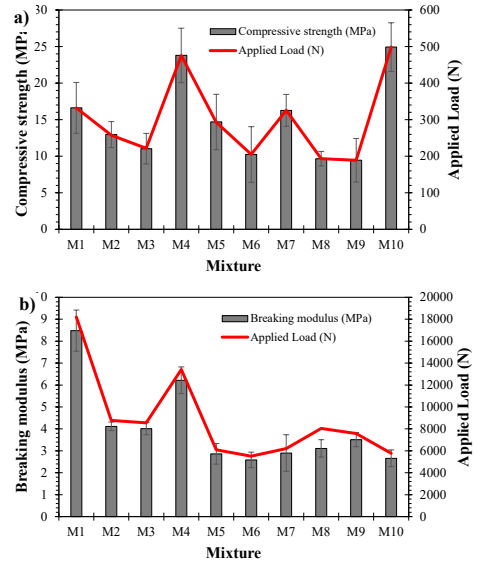 a)
Compressive strength (MPa
Applied Load (N)
Compressive strength (MPa)
Applied Load (N)
30
25
20
15
10
5
0
600
500
400
300
200
100
0
M1 M2 M3 M4 M5 M6 M7 M8 M9 M10
Mixture
b)
Breaking modulus (MPa)
Applied Load (N)
Breaking modulus (MPa)
Applied Load (N)
9
8
7
6
5
4
3
2
1
0
20000
18000
16000
14000
12000
10000
8000
6000
4000
2000
0
M1 M2 M3 M4 M5 M6 M7 M8 M9 M10
Mixture